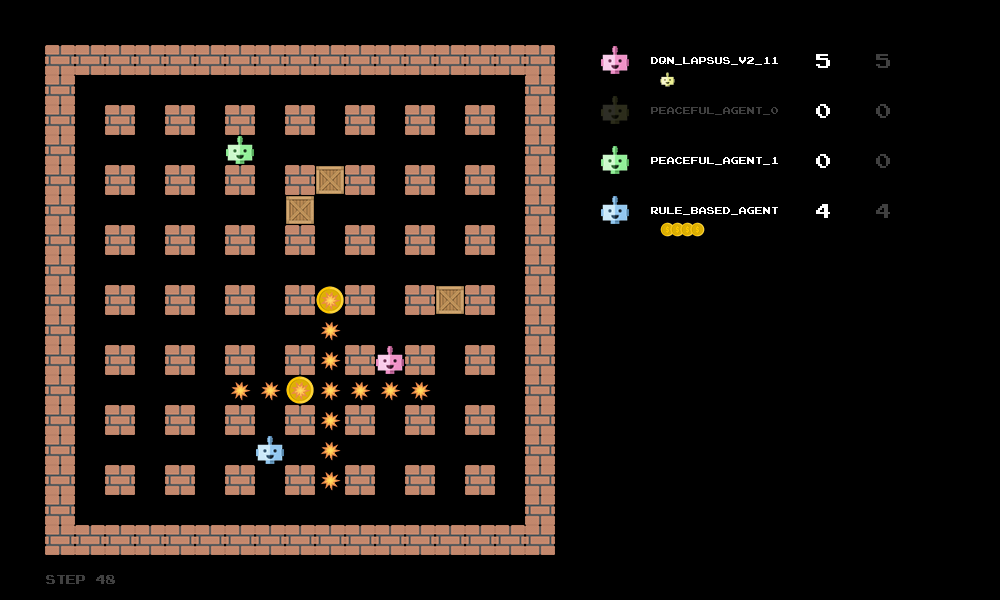 DQN_LAPSUS_V2_11 5 5
PEACEFUL_AGENT_0 0 0
PEACEFUL_AGENT_1 0 0
RULE_BASED_AGENT 4 4
STEP 48